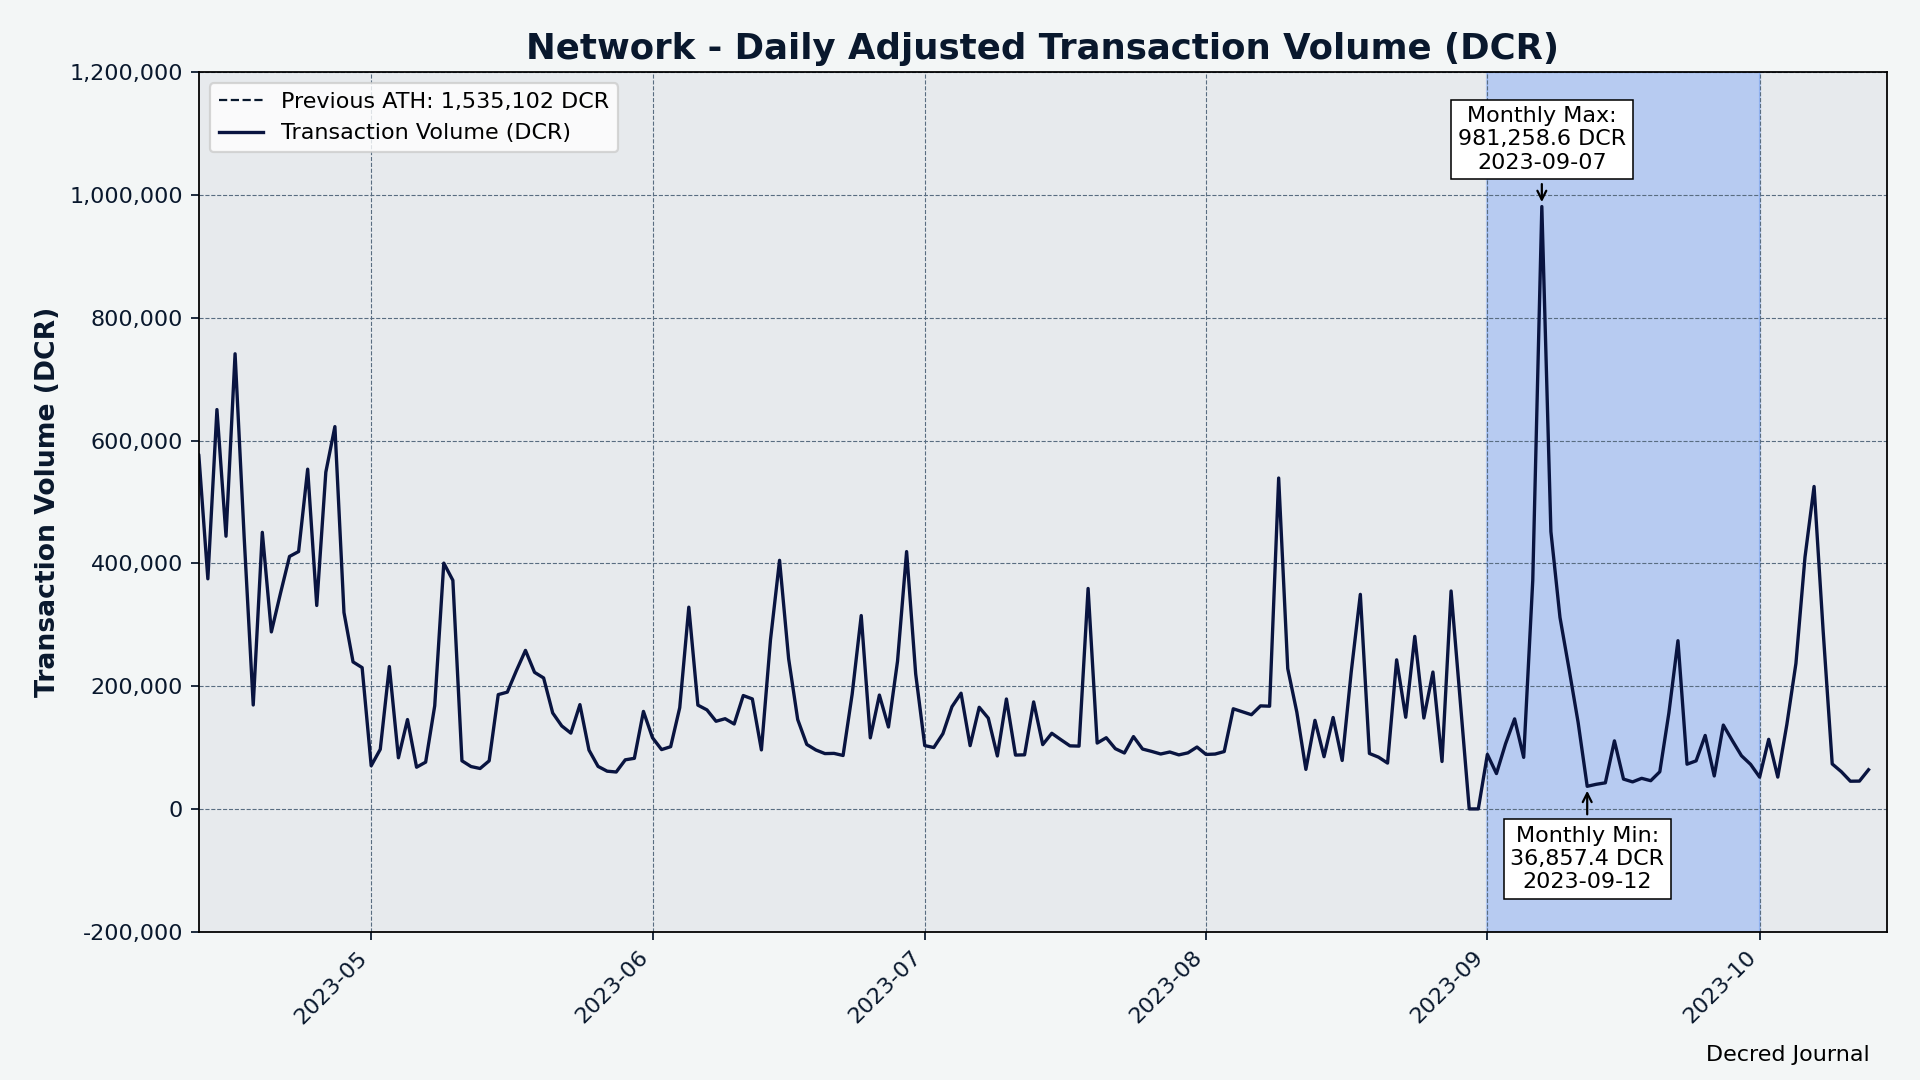 Network - Daily Adjusted Transaction Volume (DCR)
Previous ATH: 1,535,102 DCR
Transaction Volume (DCR)
Monthly Max:
981,258.6 DCR
2023-09-07
Monthly Min:
36,857.4 DCR
2023-09-12
Transaction Volume (DCR)
1,200,000
1,000,000
800,000
600,000
400,000
200,000
0
-200,000
2023-05
2023-06
2023-07
2023-08
2023-09
2023-10
Decred Journal